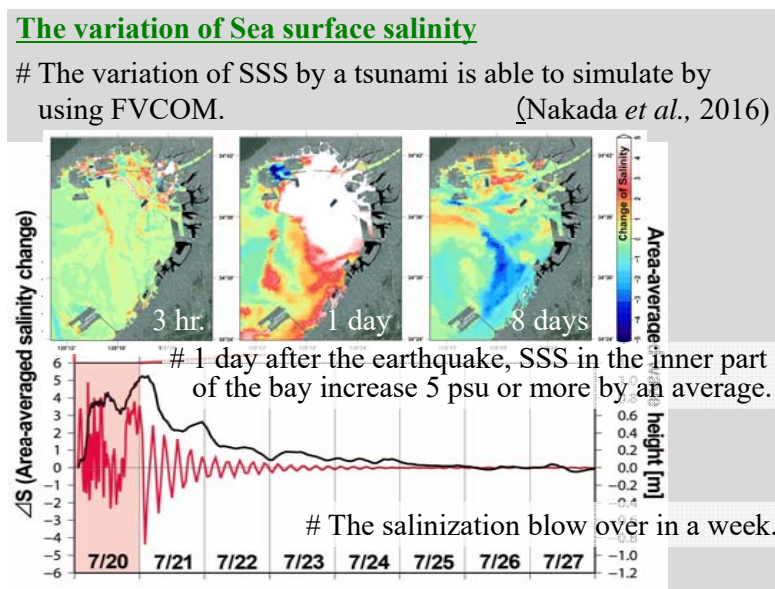 The variation of Sea surface salinity
# The variation of SSS by a tsunami is able to simulate by
using FVCOM. (Nakada et al., 2016)
3 hr.
1 day
8 days
Change of Salinity
ΔS (Area-averaged salinity change)
Area-average
height [m]
# 1 day after the earthquake, SSS in the inner part
of the bay increase 5 psu or more by an average.
6
5
4
3
2
1
0
−1
−2
−3
−4
−5
−6
0.6
0.4
0.2
0.0
−0.2
−0.4
−1.0
−1.2
# The salinization blow over in a week.
7/20 7/21 7/22 7/23 7/24 7/25 7/26 7/27